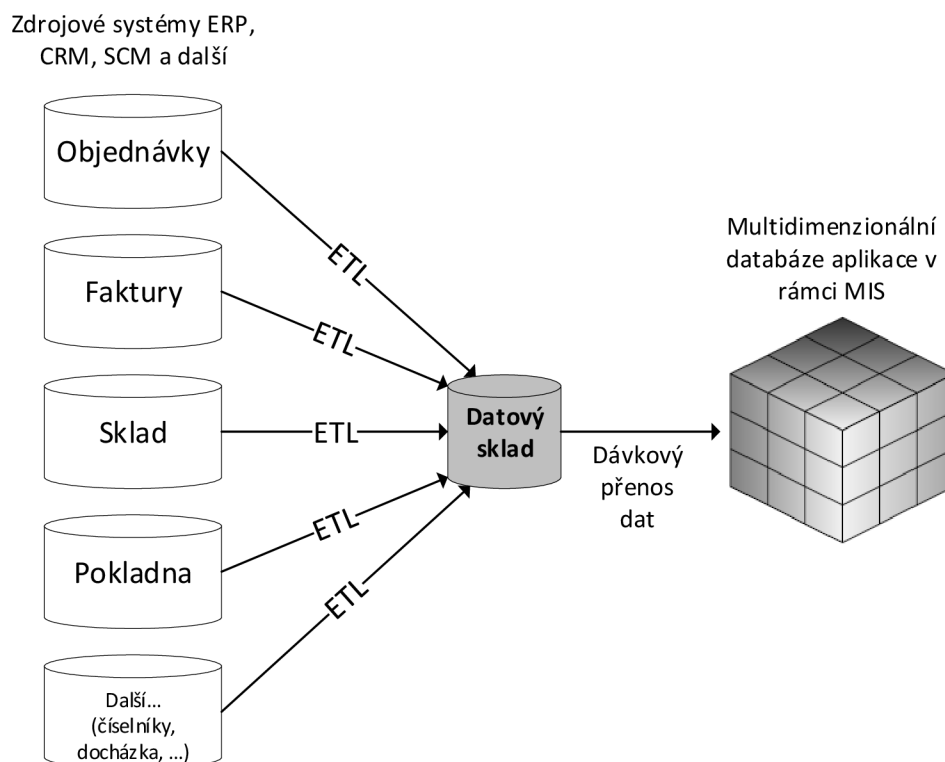 Zdrojové systémy ERP,
CRM, SCM a další
Objednávky
Faktury
Sklad
Pokladna
Další...
(číselníky,
docházka, ...)
ETL
ETL
ETL
ETL
ETL
Datový
sklad
Dávkový
přenos
dat
Multidimenzionální
databáze aplikace v
rámci MIS